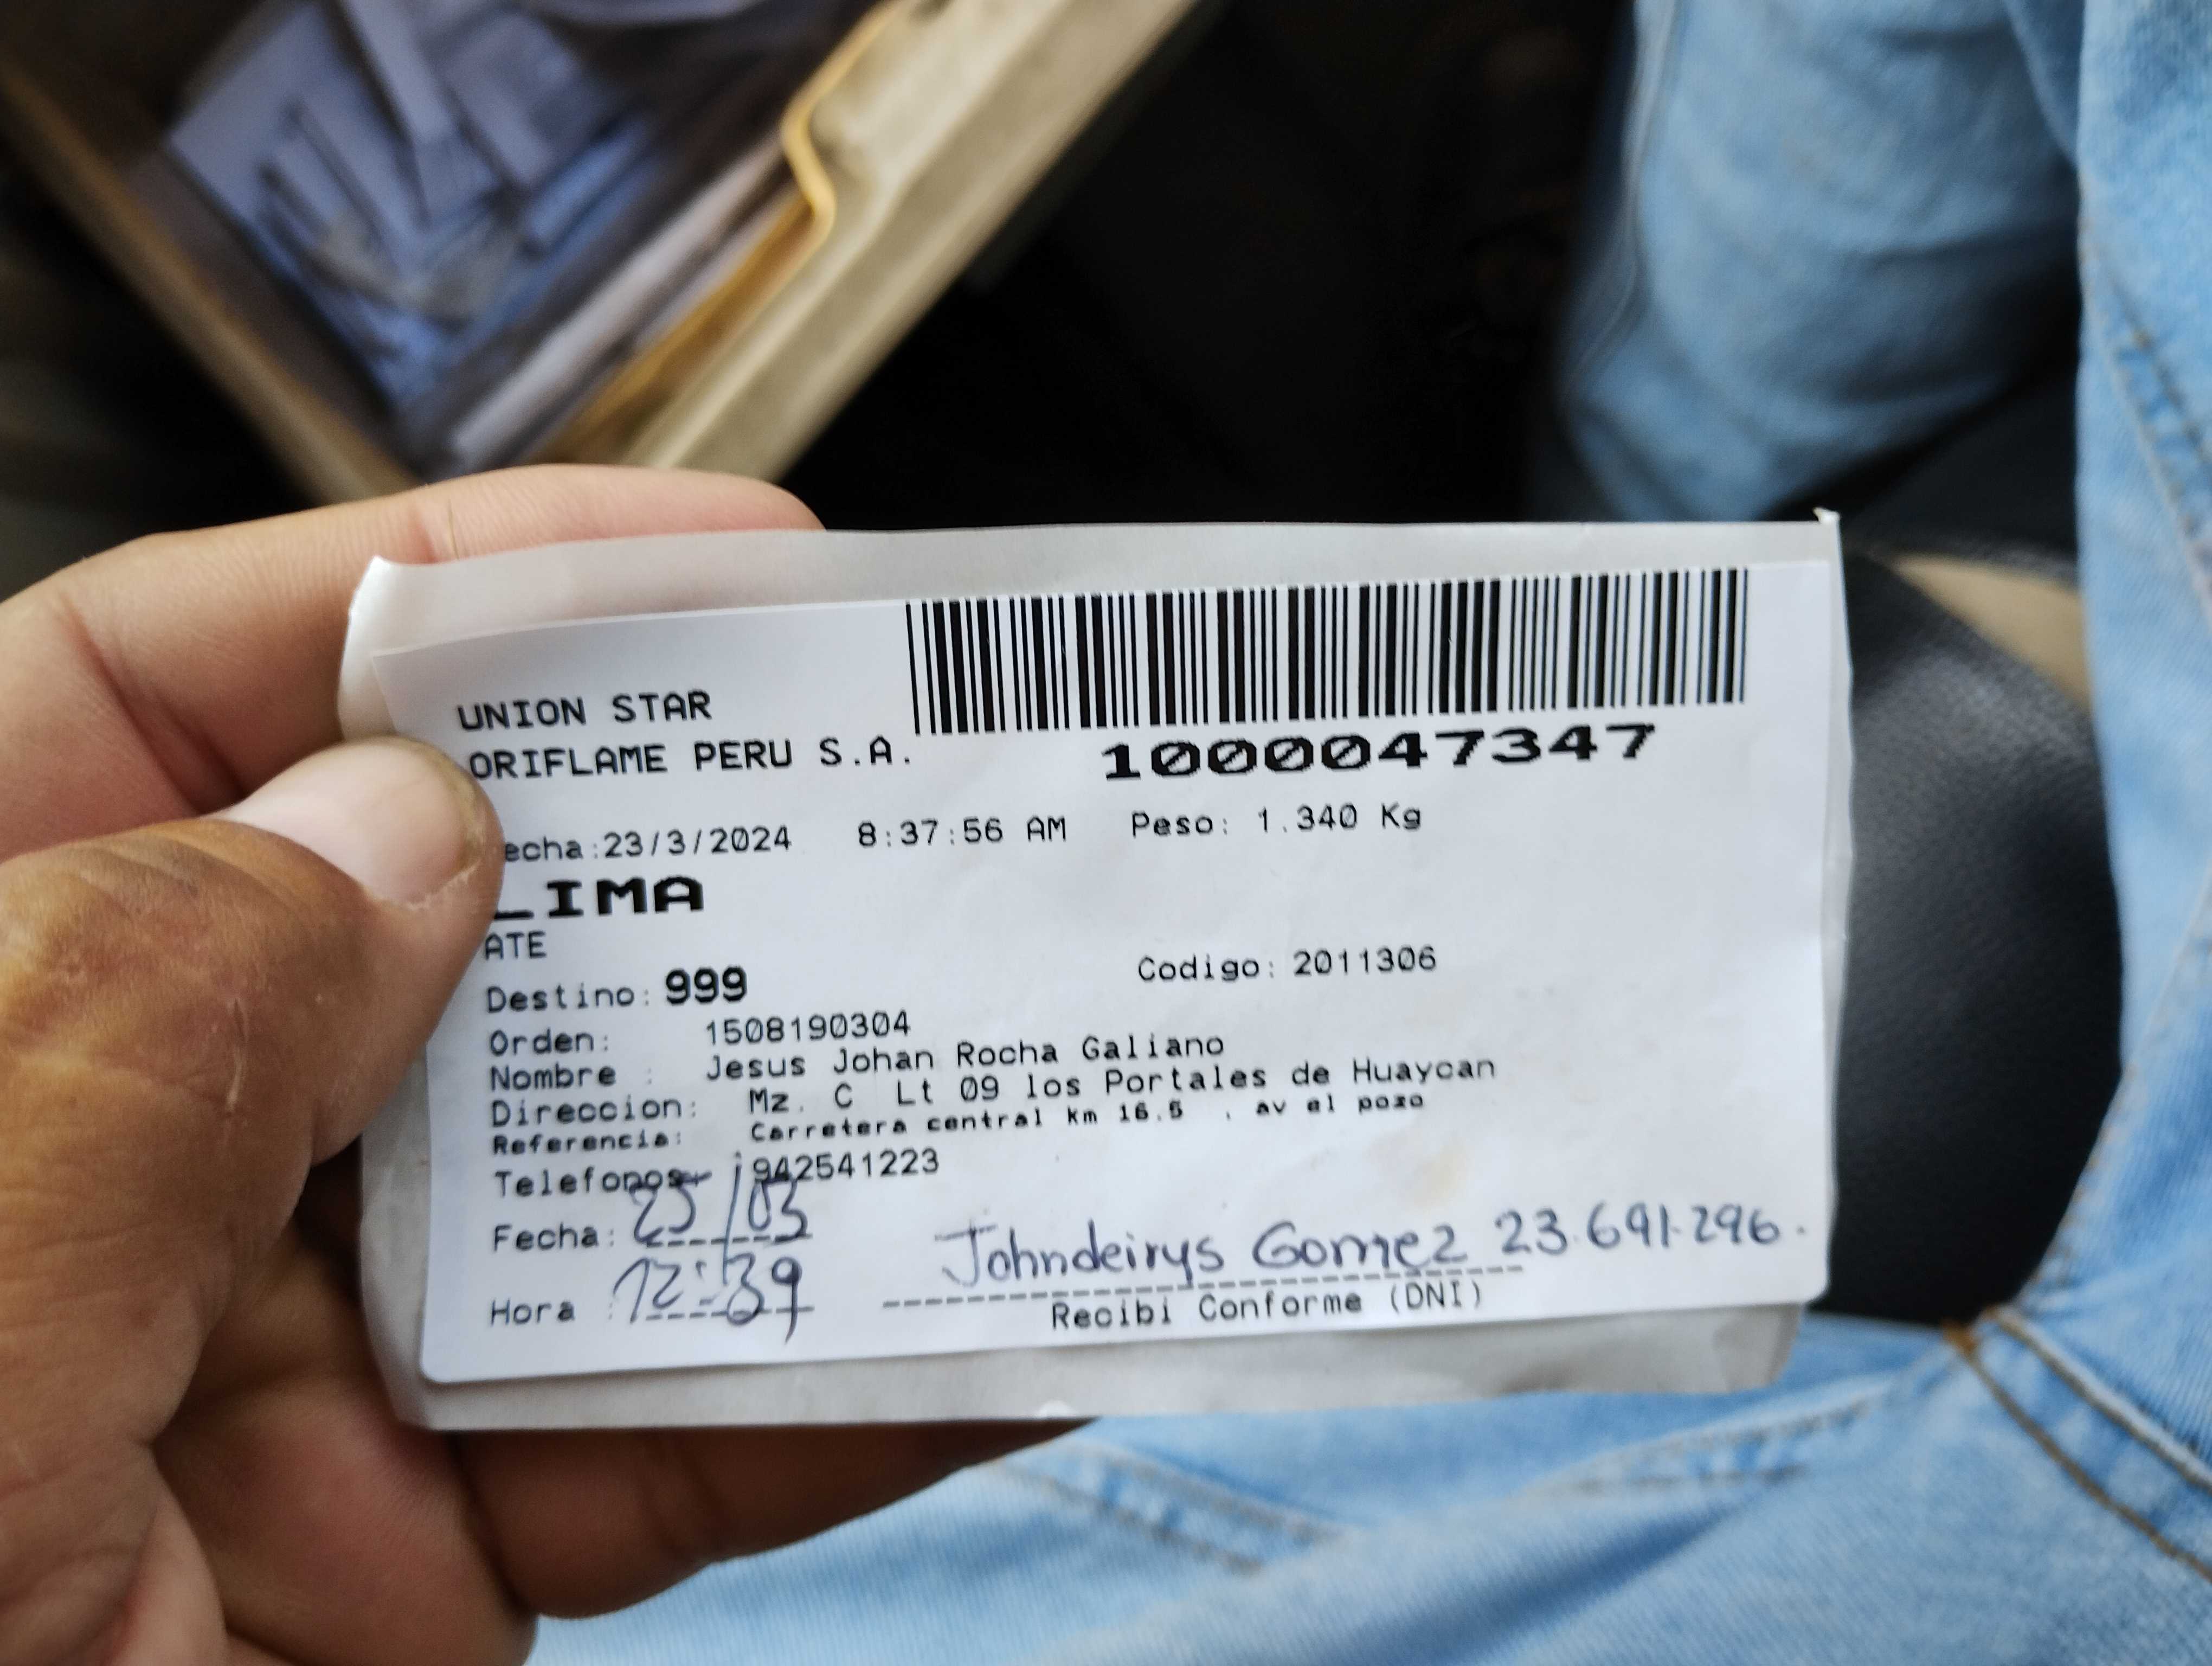 UNION STAR
ORIFLAME PERU S.A.
1000047347
echa:23/3/2024 8:37:56 AM Peso: 1.340 Kg
LIMA
ATE
Destino: 999 Codigo: 2011306
Orden: 1508190304
Nombre : Jesus Johan Rocha Galiano
Direccion: Mz. C Lt 09 los Portales de Huaycan
Referencia: Carretera central km 16.5 , av el pozo
Telefonos: 942541223
Fecha: 25/03
Hora : 12:39
Johndeirys Gomez 23.691.296.
Recibi Conforme (DNI)